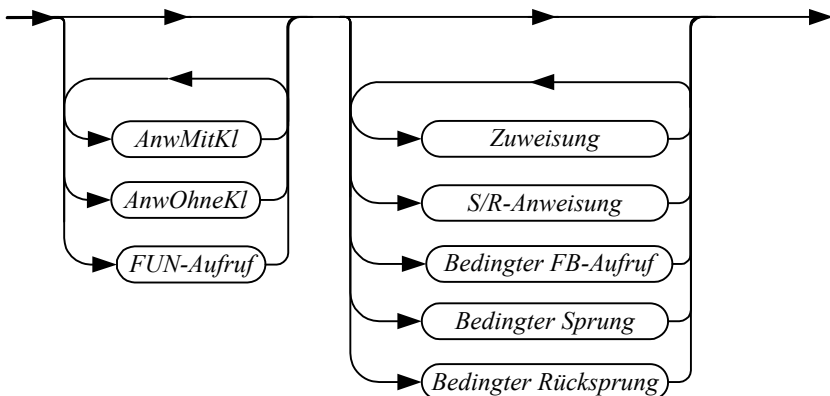 AnwMitKl
AnwOhneKl
FUN-Aufruf
Zuweisung
S/R-Anweisung
Bedingter FB-Aufruf
Bedingter Sprung
Bedingter Rücksprung